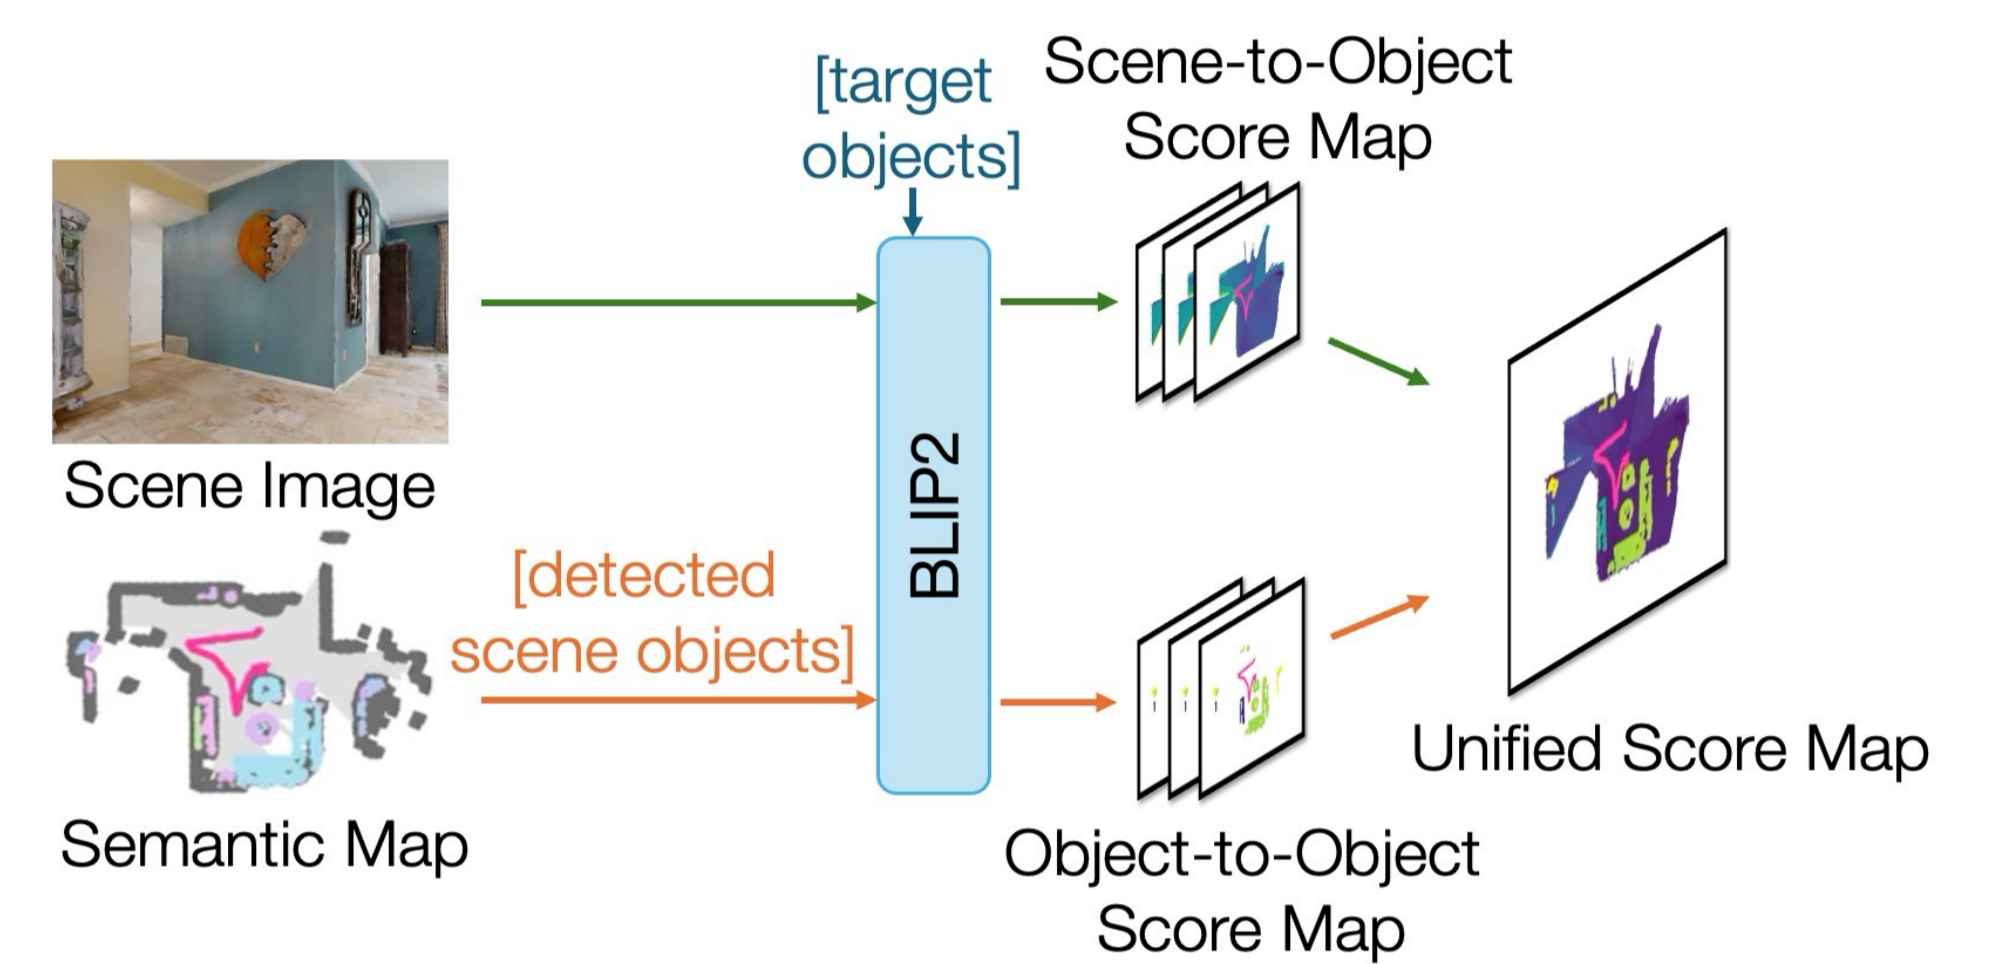 [target
objects]
Scene-to-Object
Score Map
Scene Image
[detected
scene objects]
BLIP2
Semantic Map
Unified Score Map
Object-to-Object
Score Map